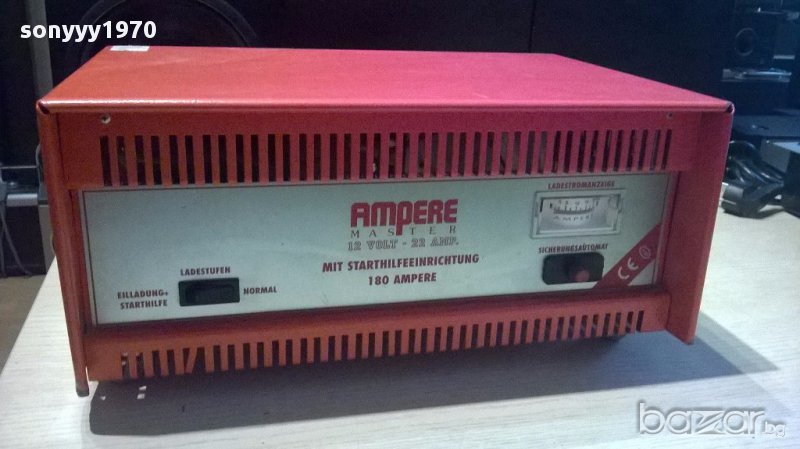 sonyyy1970
AMPERE
MASTER
12 VOLT - 22 AMP.
MIT STARTHILFEEINRICHTUNG
180 AMPERE
LADESTROMANZEIGE
AMPERE
SICHERUNGSAUTOMAT
CE
LADESTUFEN
EILLADUNG+
STARTHILFE
NORMAL
bazar.bg